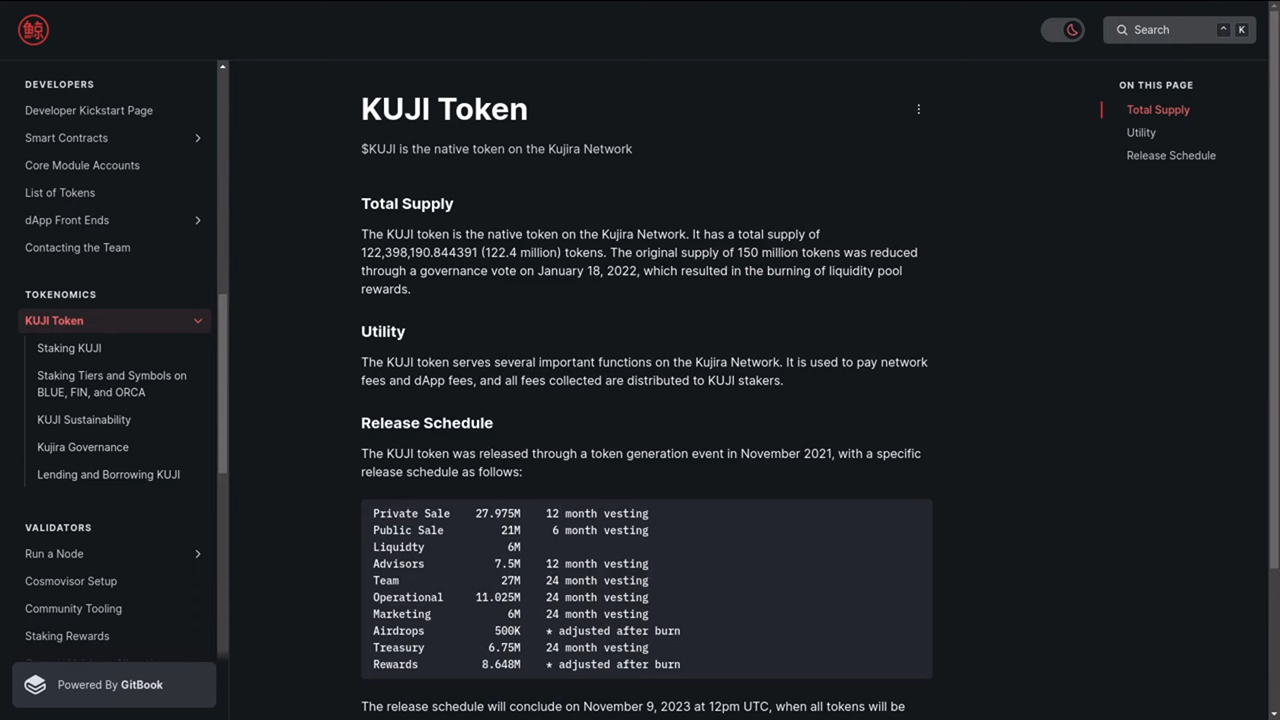 鯨
Search ^ K
DEVELOPERS
Developer Kickstart Page
Smart Contracts
Core Module Accounts
List of Tokens
dApp Front Ends
Contacting the Team
TOKENOMICS
KUJI Token
Staking KUJI
Staking Tiers and Symbols on
BLUE, FIN, and ORCA
KUJI Sustainability
Kujira Governance
Lending and Borrowing KUJI
VALIDATORS
Run a Node
Cosmovisor Setup
Community Tooling
Staking Rewards
Powered By GitBook
KUJI Token
$KUJI is the native token on the Kujira Network
Total Supply
The KUJI token is the native token on the Kujira Network. It has a total supply of
122,398,190.844391 (122.4 million) tokens. The original supply of 150 million tokens was reduced
through a governance vote on January 18, 2022, which resulted in the burning of liquidity pool
rewards.
Utility
The KUJI token serves several important functions on the Kujira Network. It is used to pay network
fees and dApp fees, and all fees collected are distributed to KUJI stakers.
Release Schedule
The KUJI token was released through a token generation event in November 2021, with a specific
release schedule as follows:
Private Sale 27.975M 12 month vesting
Public Sale 21M 6 month vesting
Liquidty 6M
Advisors 7.5M 12 month vesting
Team 27M 24 month vesting
Operational 11.025M 24 month vesting
Marketing 6M 24 month vesting
Airdrops 500K * adjusted after burn
Treasury 6.75M 24 month vesting
Rewards 8.648M * adjusted after burn
The release schedule will conclude on November 9, 2023 at 12pm UTC, when all tokens will be
ON THIS PAGE
Total Supply
Utility
Release Schedule